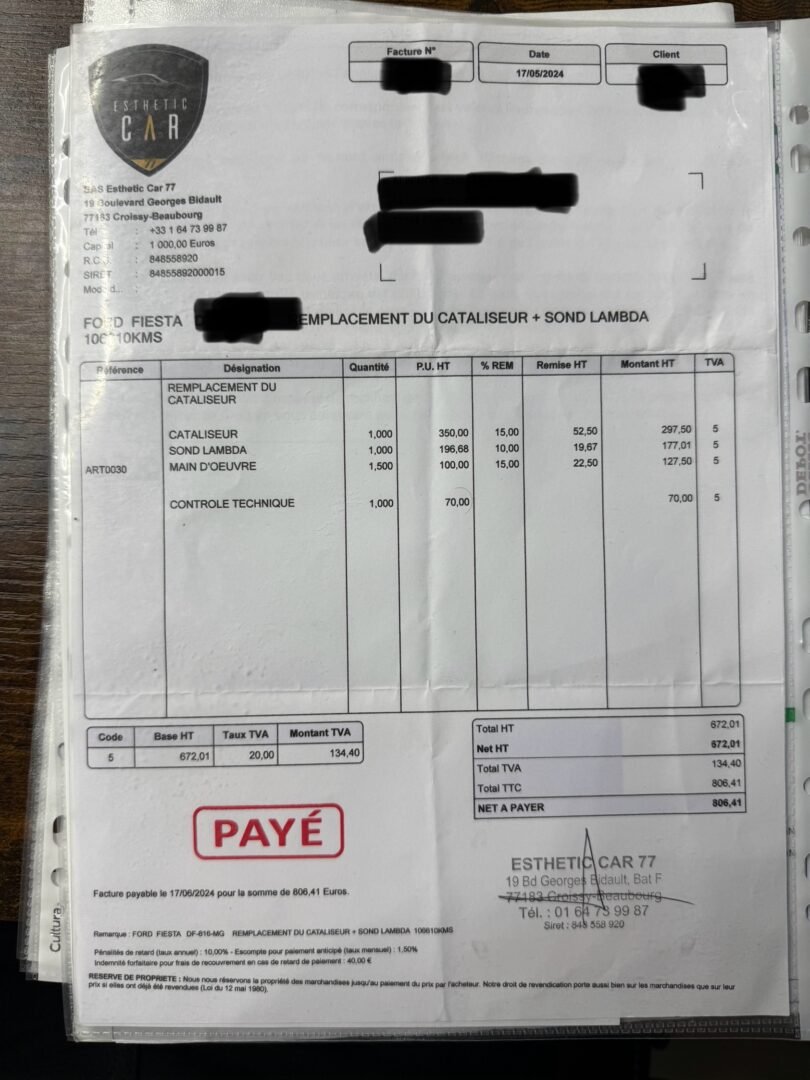 ESTHETIC
CAR
Facture N° Date Client
17/05/2024
SAS Esthetic Car 77
19 Boulevard Georges Bidault
77183 Croissy-Beaubourg
Tél : +33 1 64 73 99 87
Capital : 1 000,00 Euros
R.C.S. : 848558920
SIRET : 84855892000015
FORD FIESTA EMPLACEMENT DU CATALISEUR + SOND LAMBDA
106610KMS
Référence Désignation Quantité P.U. HT % REM Remise HT Montant HT TVA
REMPLACEMENT DU
CATALISEUR
CATALISEUR 1,000 350,00 15,00 52,50 297,50 5
SOND LAMBDA 1,000 196,68 10,00 19,67 177,01 5
ART0030 MAIN D'OEUVRE 1,500 100,00 15,00 22,50 127,50 5
CONTROLE TECHNIQUE 1,000 70,00 70,00 5
Code Base HT Taux TVA Montant TVA
5 672,01 20,00 134,40
Total HT 672,01
Net HT 672,01
Total TVA 134,40
Total TTC 806,41
NET A PAYER 806,41
PAYÉ
ESTHETIC CAR 77
19 Bd Georges Bidault, Bat F
77183 Croissy-Beaubourg
Tél. : 01 64 73 99 87
Siret : 848 558 920
Facture payable le 17/06/2024 pour la somme de 806,41 Euros.
Remarque : FORD FIESTA DF-816-MG REMPLACEMENT DU CATALISEUR + SOND LAMBDA 106610KMS
Pénalités de retard (taux annuel) : 10,00% - Escompte pour paiement anticipé (taux mensuel) : 1,50%
Indemnité forfaitaire pour frais de recouvrement en cas de retard de paiement : 40,00 €
RESERVE DE PROPRIETE : Nous nous réservons la propriété des marchandises jusqu'au paiement du prix par l'acheteur. Notre droit de revendication porte aussi bien sur les marchandises que sur leur
prix si elles ont déjà été revendues (Loi du 12 mai 1980).
Cultura